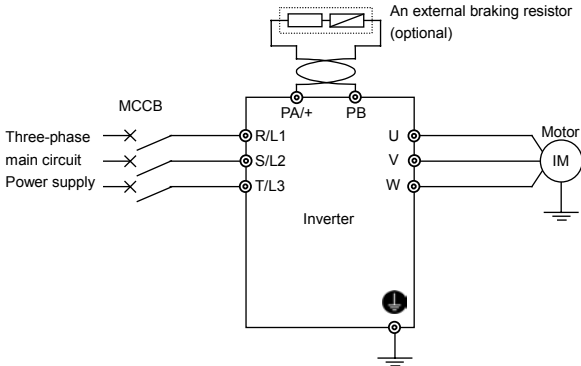 An external braking resistor
(optional)
MCCB
PA/+
PB
Three-phase
main circuit
Power supply
R/L1
S/L2
T/L3
U
V
W
Motor
IM
Inverter